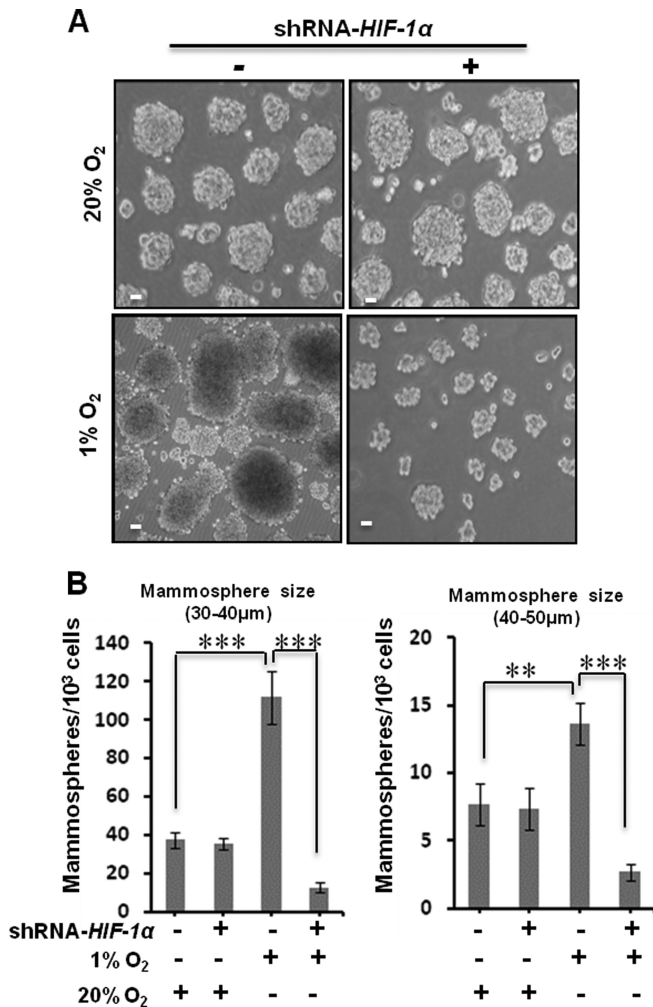 A
shRNA-HIF-1α
- +
20% O₂
1% O₂
B
Mammosphere size
(30-40µm)
Mammospheres/10³ cells
140
120
100
80
60
40
20
0
*** ***
Mammosphere size
(40-50µm)
Mammospheres/10³ cells
20
15
10
5
0
** ***
shRNA-HIF-1α - + - + - + - +
1% O₂ - - + + - - + +
20% O₂ + + - - + + - -